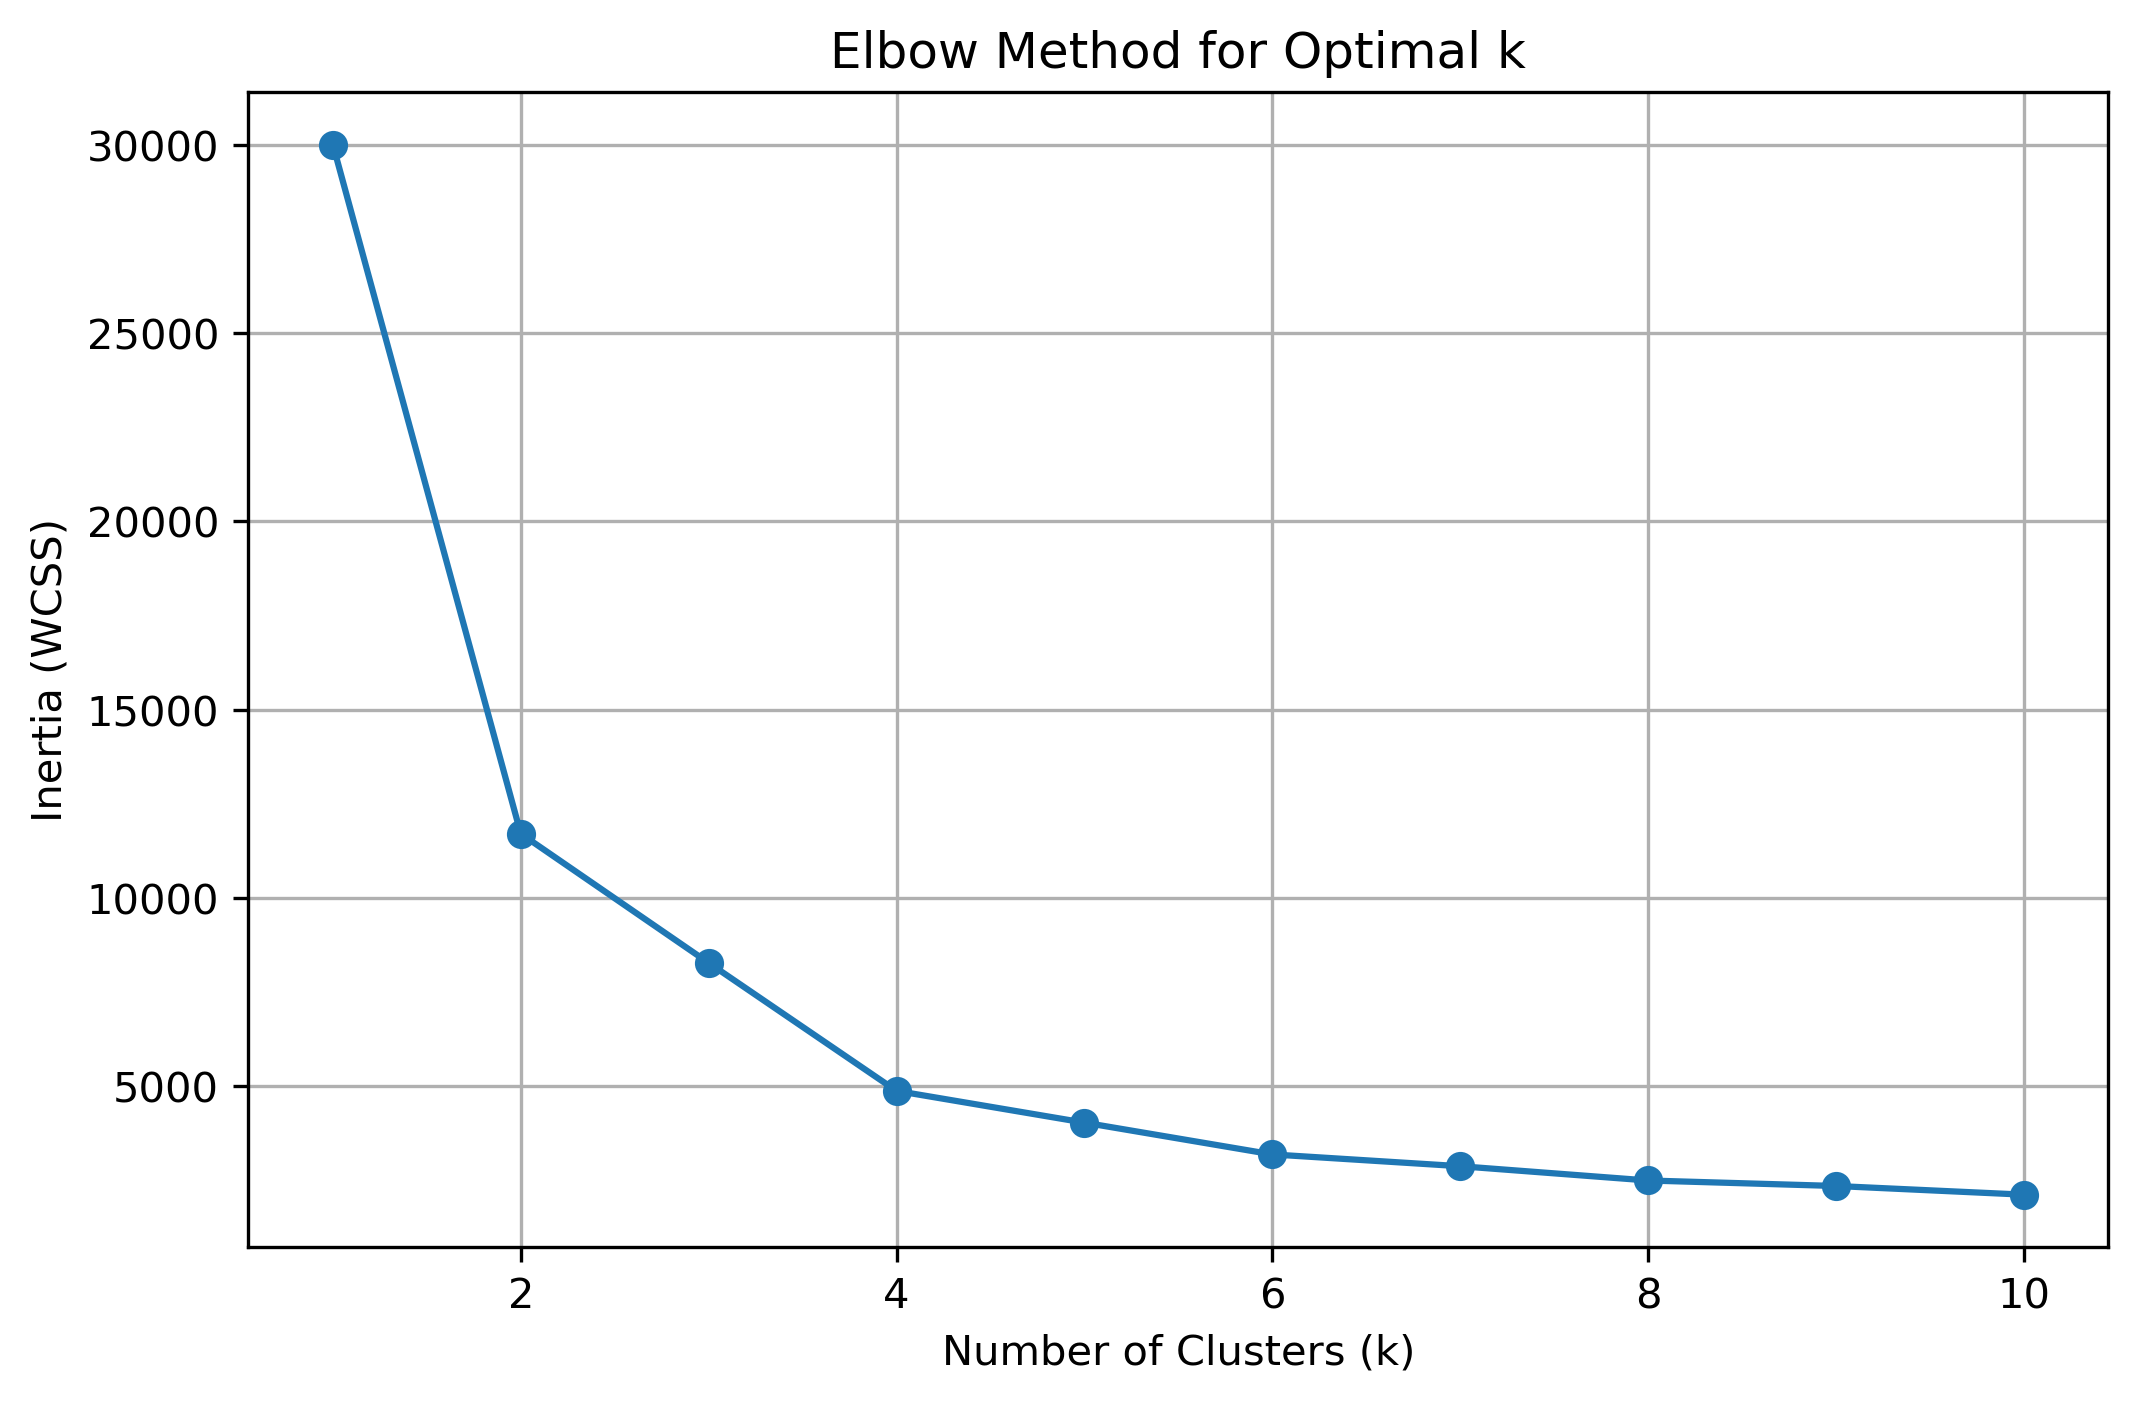 Elbow Method for Optimal k
30000
25000
20000
15000
10000
5000
Inertia (WCSS)
2 4 6 8 10
Number of Clusters (k)